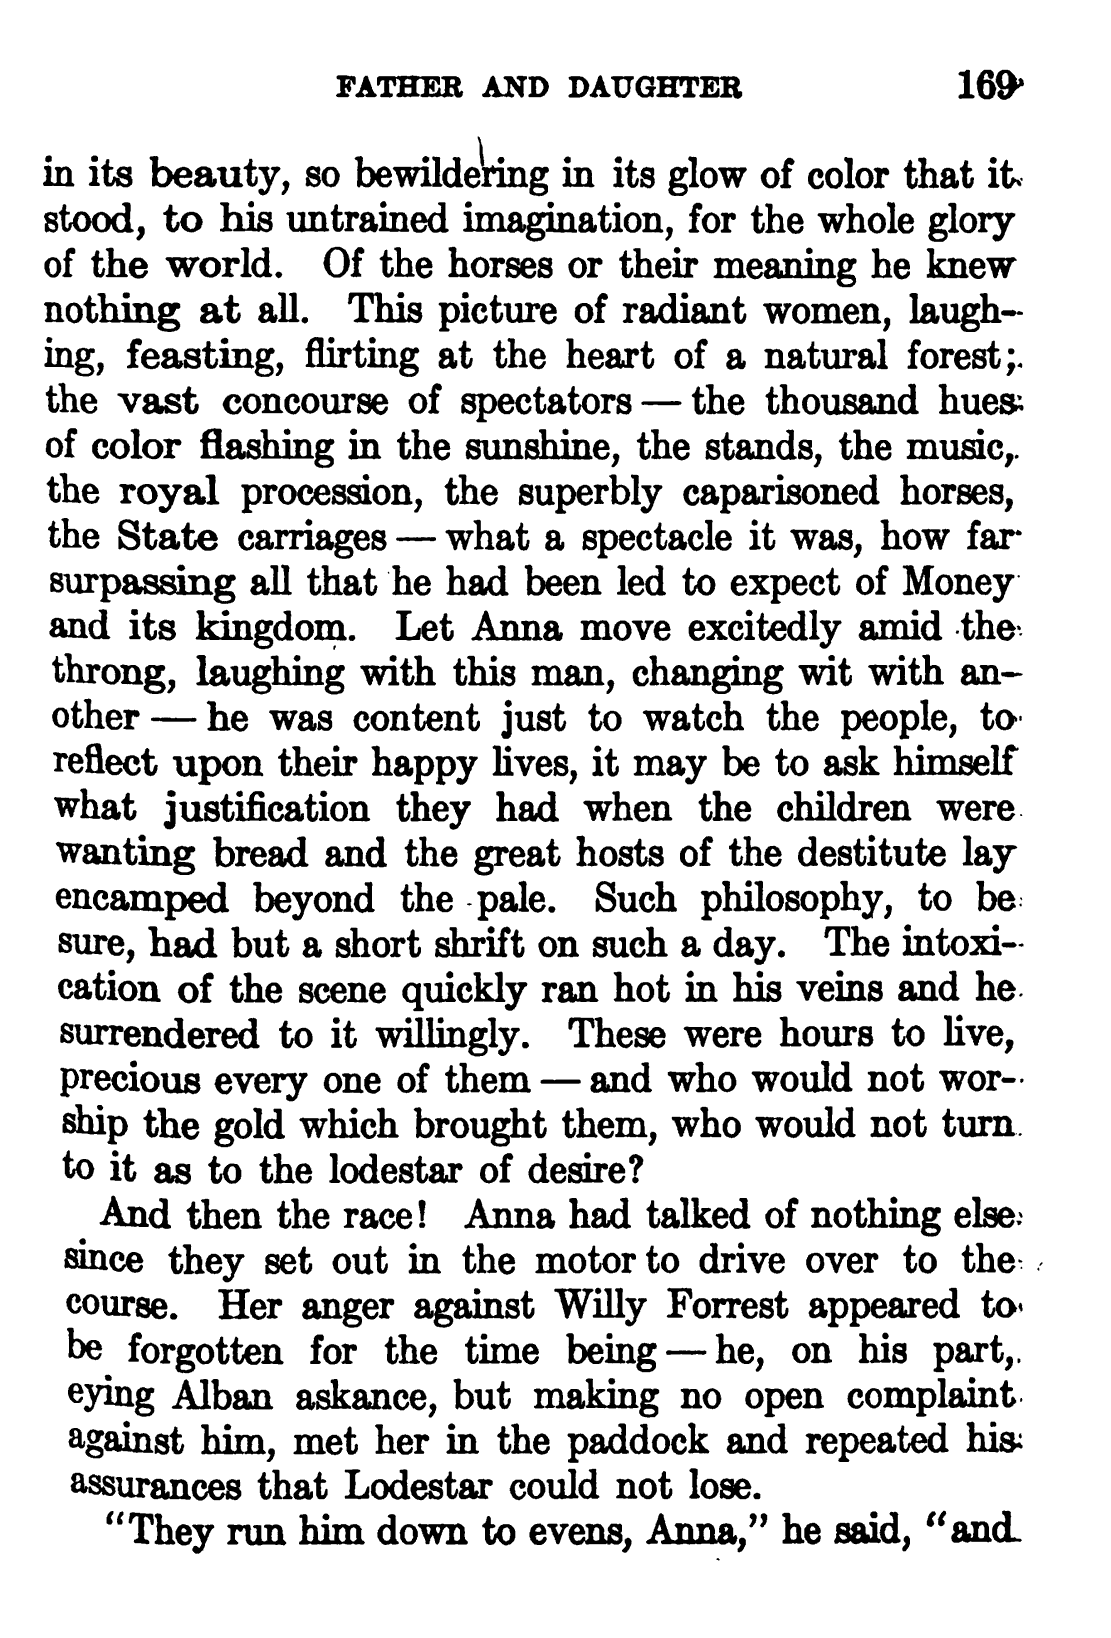 FATHER AND DAUGHTER 169
in its beauty, so bewildering in its glow of color that it
stood, to his untrained imagination, for the whole glory
of the world. Of the horses or their meaning he knew
nothing at all. This picture of radiant women, laugh-
ing, feasting, flirting at the heart of a natural forest;
the vast concourse of spectators — the thousand hues
of color flashing in the sunshine, the stands, the music,
the royal procession, the superbly caparisoned horses,
the State carriages — what a spectacle it was, how far
surpassing all that he had been led to expect of Money
and its kingdom. Let Anna move excitedly amid the
throng, laughing with this man, changing wit with an-
other — he was content just to watch the people, to
reflect upon their happy lives, it may be to ask himself
what justification they had when the children were
wanting bread and the great hosts of the destitute lay
encamped beyond the pale. Such philosophy, to be
sure, had but a short shrift on such a day. The intoxi-
cation of the scene quickly ran hot in his veins and he
surrendered to it willingly. These were hours to live,
precious every one of them — and who would not wor-
ship the gold which brought them, who would not turn
to it as to the lodestar of desire?
And then the race! Anna had talked of nothing else
since they set out in the motor to drive over to the
course. Her anger against Willy Forrest appeared to
be forgotten for the time being — he, on his part,
eying Alban askance, but making no open complaint
against him, met her in the paddock and repeated his
assurances that Lodestar could not lose.
"They run him down to evens, Anna," he said, "and